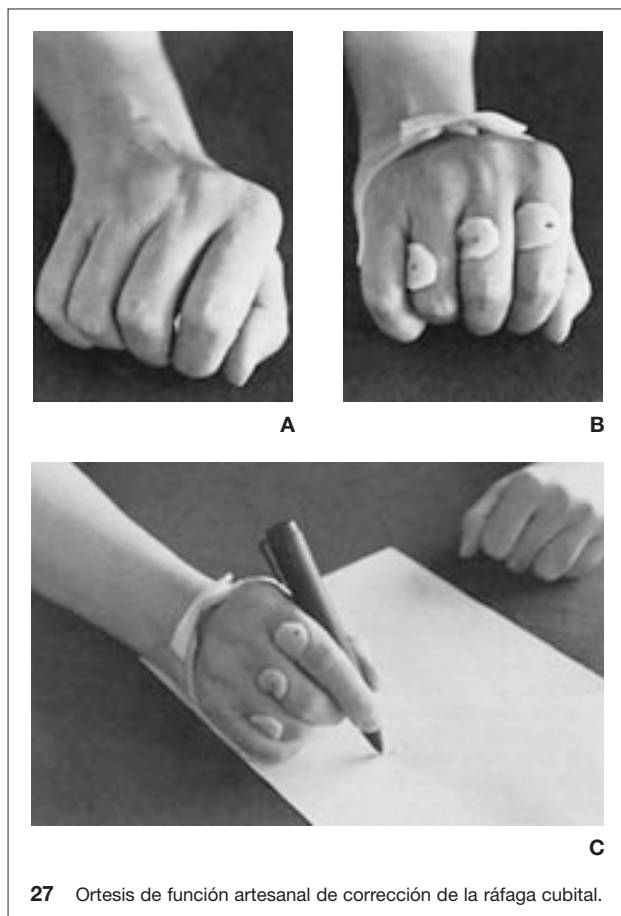 A
B
C
27 Ortesis de función artesanal de corrección de la ráfaga cubital.